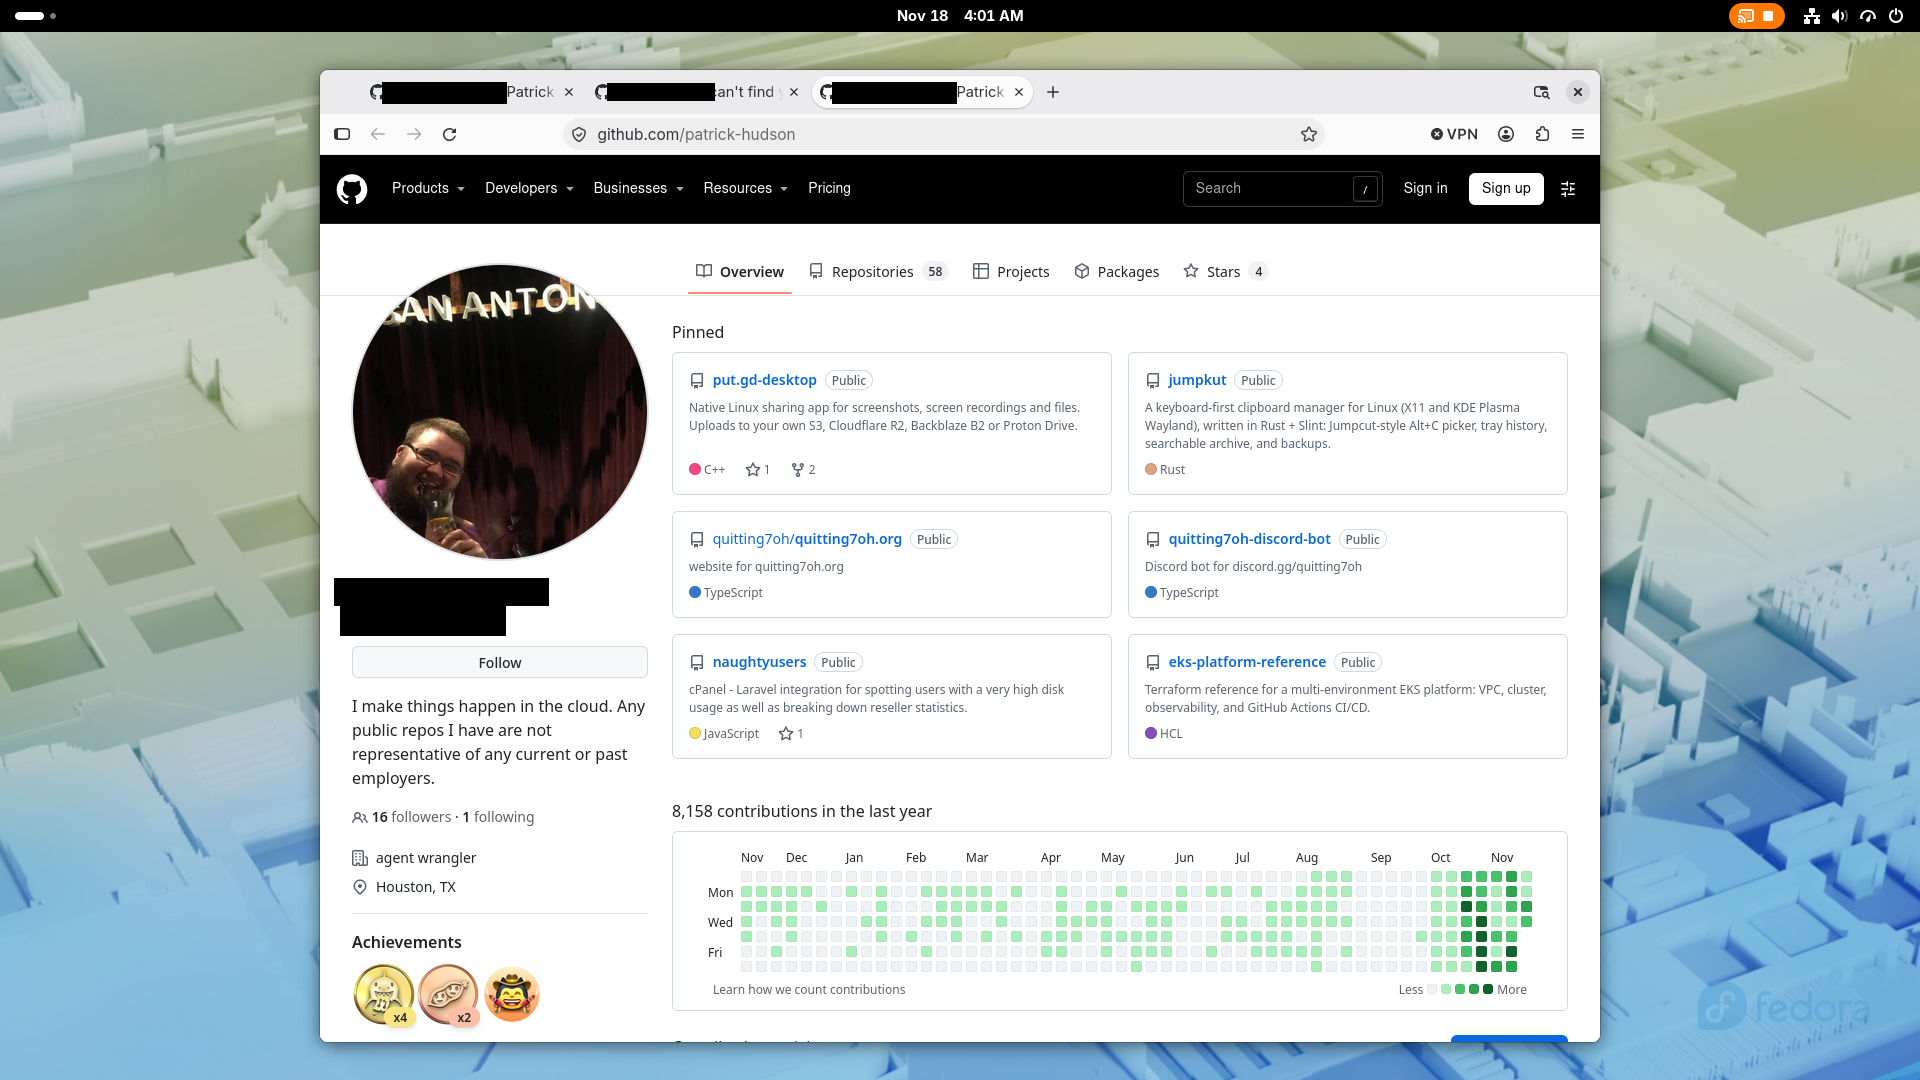 Nov 18 4:01 AM
Patrick
an't find
Patrick
github.com/patrick-hudson
VPN
Products
Developers
Businesses
Resources
Pricing
Search
/
Sign in
Sign up
Overview
Repositories 58
Projects
Packages
Stars 4
SAN ANTON
Follow
I make things happen in the cloud. Any
public repos I have are not
representative of any current or past
employers.
16 followers · 1 following
agent wrangler
Houston, TX
Achievements
x4
x2
Pinned
put.gd-desktop Public
Native Linux sharing app for screenshots, screen recordings and files.
Uploads to your own S3, Cloudflare R2, Backblaze B2 or Proton Drive.
C++ 1 2
jumpkut Public
A keyboard-first clipboard manager for Linux (X11 and KDE Plasma
Wayland), written in Rust + Slint: Jumpcut-style Alt+C picker, tray history,
searchable archive, and backups.
Rust
quitting7oh/quitting7oh.org Public
website for quitting7oh.org
TypeScript
quitting7oh-discord-bot Public
Discord bot for discord.gg/quitting7oh
TypeScript
naughtyusers Public
cPanel - Laravel integration for spotting users with a very high disk
usage as well as breaking down reseller statistics.
JavaScript 1
eks-platform-reference Public
Terraform reference for a multi-environment EKS platform: VPC, cluster,
observability, and GitHub Actions CI/CD.
HCL
8,158 contributions in the last year
Nov Dec Jan Feb Mar Apr May Jun Jul Aug Sep Oct Nov
Mon
Wed
Fri
Learn how we count contributions
Less
More
fedora